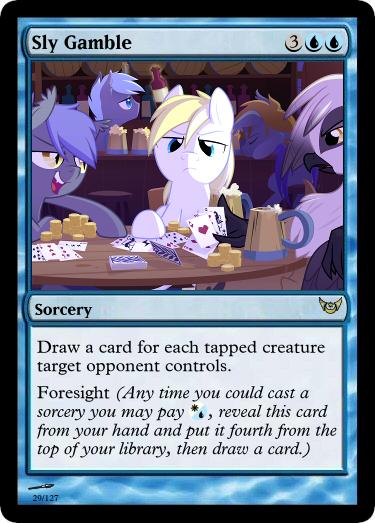 Sly Gamble 3
Sorcery
Draw a card for each tapped creature
target opponent controls.
Foresight (Any time you could cast a
sorcery you may pay , reveal this card
from your hand and put it fourth from the
top of your library, then draw a card.)
29/127